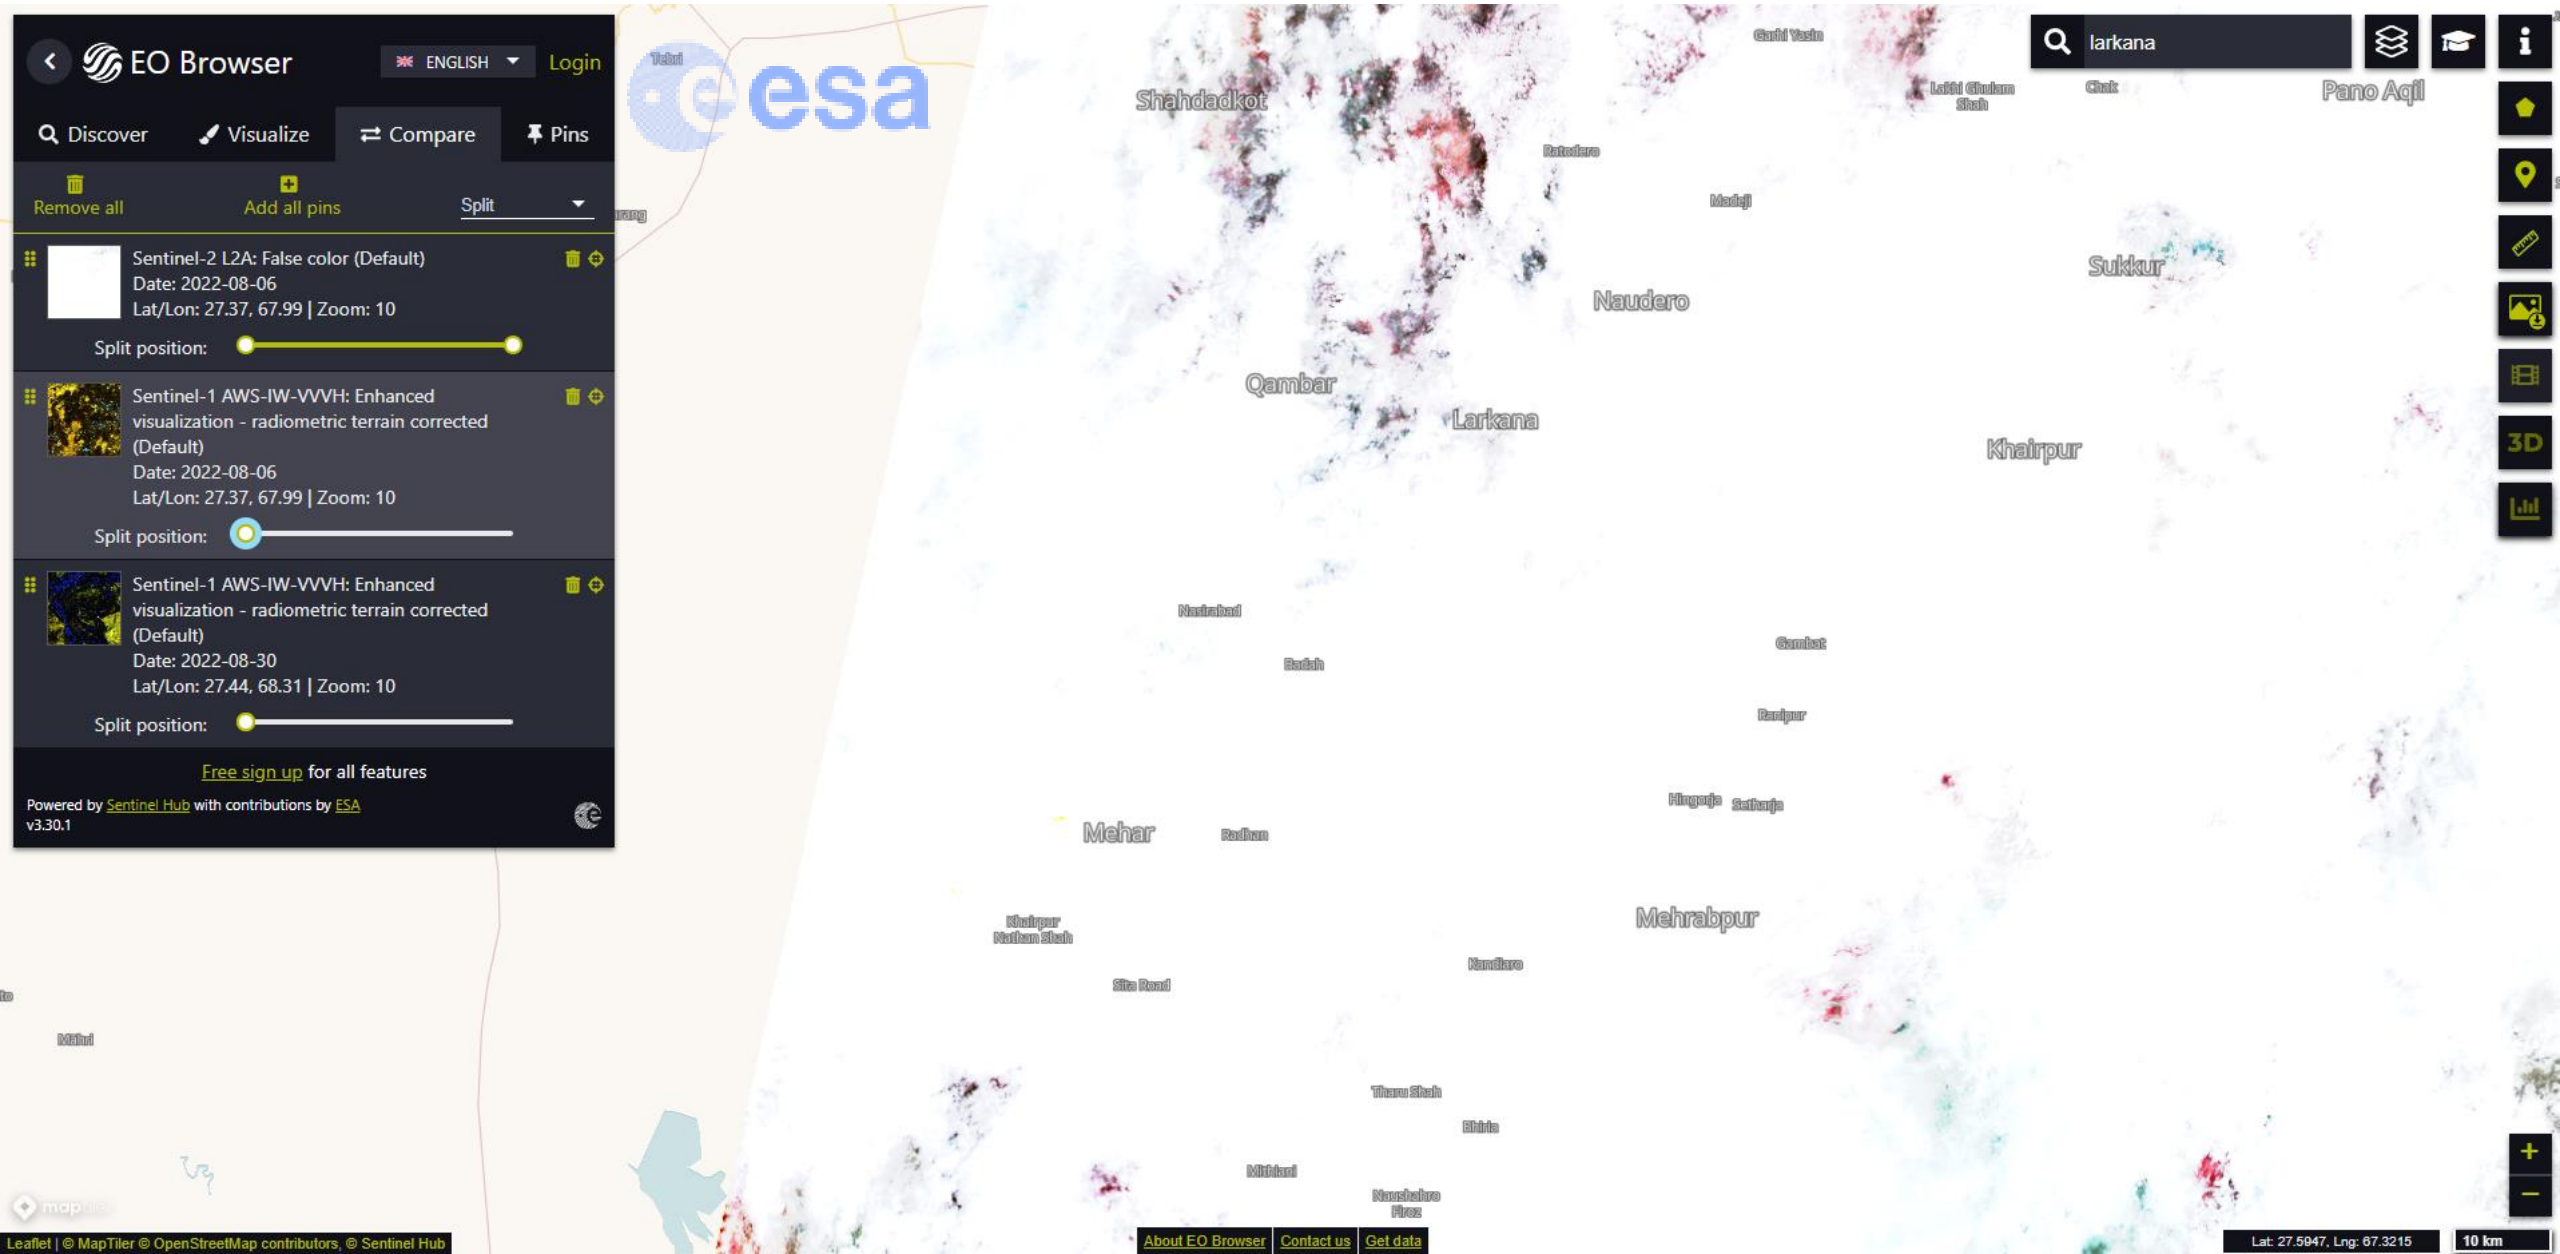 EO Browser
ENGLISH
Login
Discover
Visualize
Compare
Pins
Remove all
Add all pins
Split
Sentinel-2 L2A: False color (Default)
Date: 2022-08-06
Lat/Lon: 27.37, 67.99 | Zoom: 10
Split position:
Sentinel-1 AWS-IW-VVVH: Enhanced
visualization - radiometric terrain corrected
(Default)
Date: 2022-08-06
Lat/Lon: 27.37, 67.99 | Zoom: 10
Split position:
Sentinel-1 AWS-IW-VVVH: Enhanced
visualization - radiometric terrain corrected
(Default)
Date: 2022-08-30
Lat/Lon: 27.44, 68.31 | Zoom: 10
Split position:
Free sign up for all features
Powered by Sentinel Hub with contributions by ESA
v3.30.1
esa
larkana
3D
Garhi Yasin
Shahdadkot
Lakhi Ghulam
Shah
Chak
Pano Aqil
Ratodero
Madeji
Sukkur
Naudero
Qambar
Larkana
Khairpur
Nasirabad
Badah
Gambat
Ranipur
Hingorja
Setharja
Mehar
Radhan
Khairpur
Nathan Shah
Mehrabpur
Kandiaro
Sita Road
Tharu Shah
Bhiria
Mithiani
Naushahro
Firoz
+
−
Leaflet | © MapTiler © OpenStreetMap contributors, © Sentinel Hub
About EO Browser
Contact us
Get data
Lat: 27.5947, Lng: 67.3215
10 km